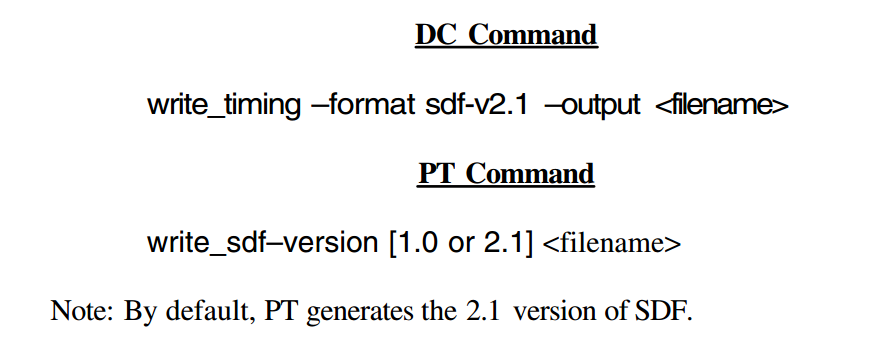 DC Command
write_timing –format sdf-v2.1 –output <filename>
PT Command
write_sdf–version [1.0 or 2.1] <filename>
Note: By default, PT generates the 2.1 version of SDF.